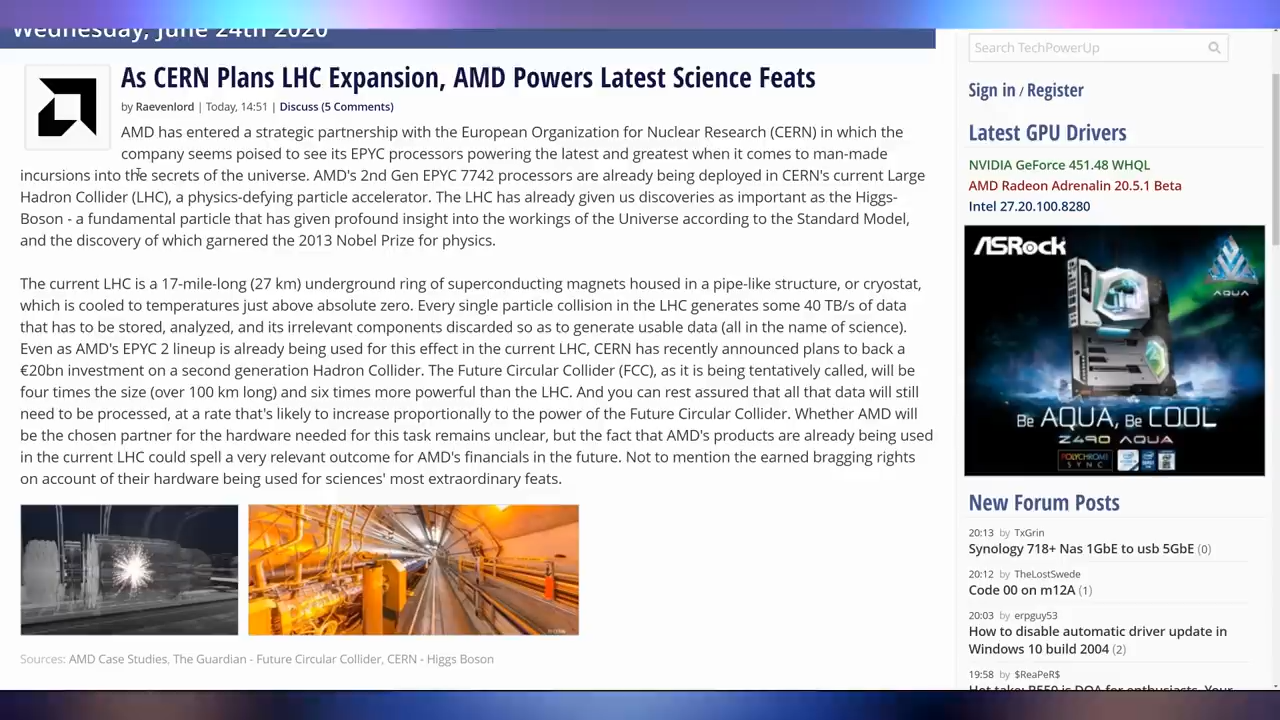 Wednesday, June 24th 2020
As CERN Plans LHC Expansion, AMD Powers Latest Science Feats
by Raevenlord | Today, 14:51 | Discuss (5 Comments)
AMD has entered a strategic partnership with the European Organization for Nuclear Research (CERN) in which the
company seems poised to see its EPYC processors powering the latest and greatest when it comes to man-made
incursions into the secrets of the universe. AMD's 2nd Gen EPYC 7742 processors are already being deployed in CERN's current Large
Hadron Collider (LHC), a physics-defying particle accelerator. The LHC has already given us discoveries as important as the Higgs-
Boson - a fundamental particle that has given profound insight into the workings of the Universe according to the Standard Model,
and the discovery of which garnered the 2013 Nobel Prize for physics.
The current LHC is a 17-mile-long (27 km) underground ring of superconducting magnets housed in a pipe-like structure, or cryostat,
which is cooled to temperatures just above absolute zero. Every single particle collision in the LHC generates some 40 TB/s of data
that has to be stored, analyzed, and its irrelevant components discarded so as to generate usable data (all in the name of science).
Even as AMD's EPYC 2 lineup is already being used for this effect in the current LHC, CERN has recently announced plans to back a
€20bn investment on a second generation Hadron Collider. The Future Circular Collider (FCC), as it is being tentatively called, will be
four times the size (over 100 km long) and six times more powerful than the LHC. And you can rest assured that all that data will still
need to be processed, at a rate that's likely to increase proportionally to the power of the Future Circular Collider. Whether AMD will
be the chosen partner for the hardware needed for this task remains unclear, but the fact that AMD's products are already being used
in the current LHC could spell a very relevant outcome for AMD's financials in the future. Not to mention the earned bragging rights
on account of their hardware being used for sciences' most extraordinary feats.
Sources: AMD Case Studies, The Guardian - Future Circular Collider, CERN - Higgs Boson
Search TechPowerUp
Sign in / Register
Latest GPU Drivers
NVIDIA GeForce 451.48 WHQL
AMD Radeon Adrenalin 20.5.1 Beta
Intel 27.20.100.8280
ASRock
AQUA
Be AQUA, Be COOL
Z490 AQUA
POLYCHROME
SYNC
New Forum Posts
20:13 by TxGrin
Synology 718+ Nas 1GbE to usb 5GbE (0)
20:12 by TheLostSwede
Code 00 on m12A (1)
20:03 by erpguy53
How to disable automatic driver update in
Windows 10 build 2004 (2)
19:58 by $ReaPeR$
Hot take: B550 is DOA for enthusiasts. Your